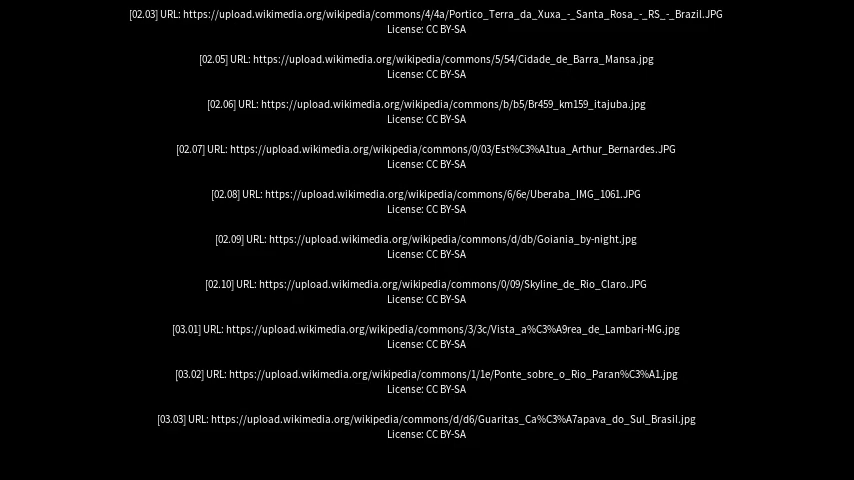 [02.03] URL: https://upload.wikimedia.org/wikipedia/commons/4/4a/Portico_Terra_da_Xuxa_-_Santa_Rosa_-_RS_-_Brazil.JPG
License: CC BY-SA
[02.05] URL: https://upload.wikimedia.org/wikipedia/commons/5/54/Cidade_de_Barra_Mansa.jpg
License: CC BY-SA
[02.06] URL: https://upload.wikimedia.org/wikipedia/commons/b/b5/Br459_km159_itajuba.jpg
License: CC BY-SA
[02.07] URL: https://upload.wikimedia.org/wikipedia/commons/0/03/Est%C3%A1tua_Arthur_Bernardes.JPG
License: CC BY-SA
[02.08] URL: https://upload.wikimedia.org/wikipedia/commons/6/6e/Uberaba_IMG_1061.JPG
License: CC BY-SA
[02.09] URL: https://upload.wikimedia.org/wikipedia/commons/d/db/Goiania_by-night.jpg
License: CC BY-SA
[02.10] URL: https://upload.wikimedia.org/wikipedia/commons/0/09/Skyline_de_Rio_Claro.JPG
License: CC BY-SA
[03.01] URL: https://upload.wikimedia.org/wikipedia/commons/3/3c/Vista_a%C3%A9rea_de_Lambari-MG.jpg
License: CC BY-SA
[03.02] URL: https://upload.wikimedia.org/wikipedia/commons/1/1e/Ponte_sobre_o_Rio_Paran%C3%A1.jpg
License: CC BY-SA
[03.03] URL: https://upload.wikimedia.org/wikipedia/commons/d/d6/Guaritas_Ca%C3%A7apava_do_Sul_Brasil.jpg
License: CC BY-SA